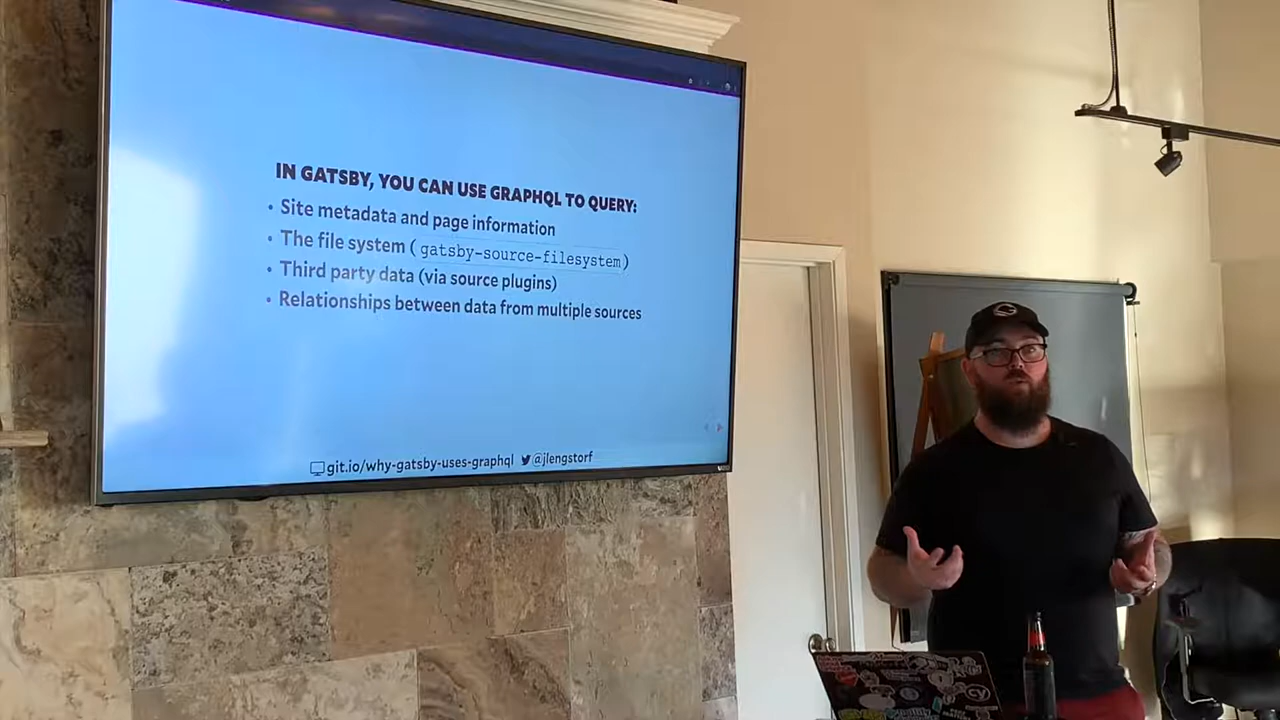 IN GATSBY, YOU CAN USE GRAPHQL TO QUERY:
• Site metadata and page information
• The file system (gatsby-source-filesystem)
• Third party data (via source plugins)
• Relationships between data from multiple sources
git.io/why-gatsby-uses-graphql @jlengstorf
VIZIO